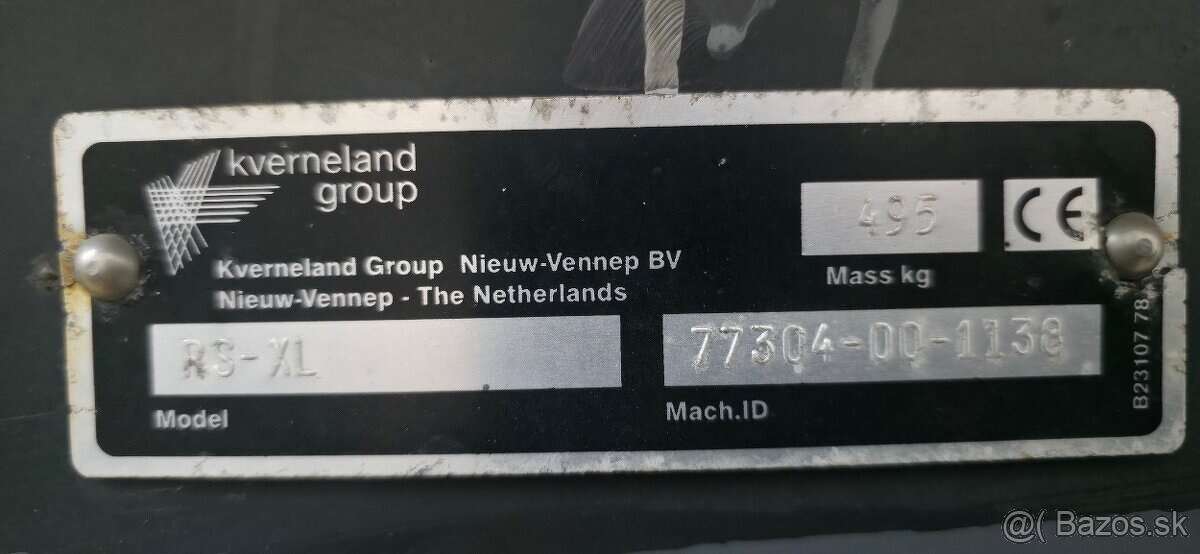 kverneland
group
Kverneland Group Nieuw-Vennep BV
Nieuw-Vennep - The Netherlands
495
CE
Mass kg
RS-XL
Model
77304-00-1138
Mach.ID
B23107 78
@( Bazos.sk